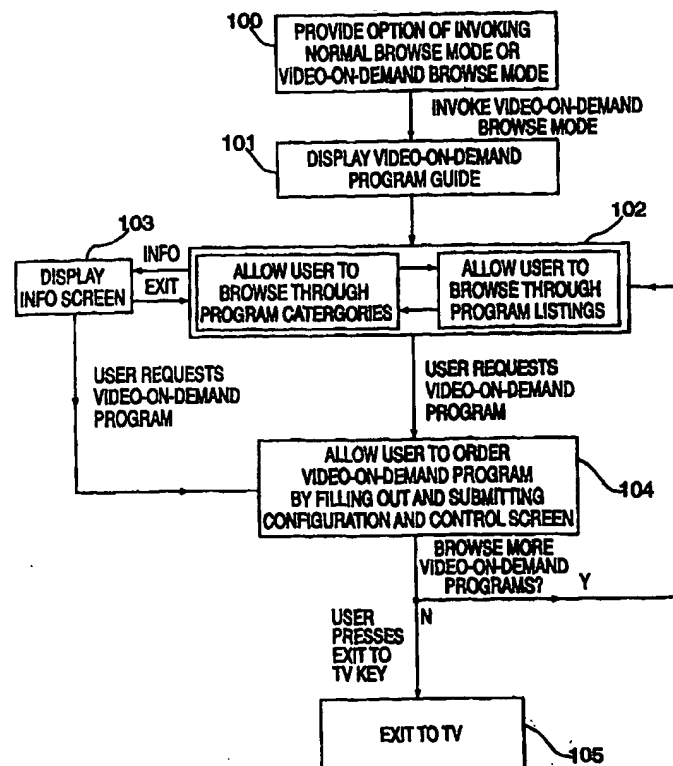 100
PROVIDE OPTION OF INVOKING
NORMAL BROWSE MODE OR
VIDEO-ON-DEMAND BROWSE MODE
INVOKE VIDEO-ON-DEMAND
BROWSE MODE
101
DISPLAY VIDEO-ON-DEMAND
PROGRAM GUIDE
102
103
DISPLAY
INFO SCREEN
INFO
EXIT
ALLOW USER TO
BROWSE THROUGH
PROGRAM CATERGORIES
ALLOW USER TO
BROWSE THROUGH
PROGRAM LISTINGS
USER REQUESTS
VIDEO-ON-DEMAND
PROGRAM
USER REQUESTS
VIDEO-ON-DEMAND
PROGRAM
ALLOW USER TO ORDER
VIDEO-ON-DEMAND PROGRAM
BY FILLING OUT AND SUBMITTING
CONFIGURATION AND CONTROL SCREEN
104
BROWSE MORE
VIDEO-ON-DEMAND
PROGRAMS?
Y
N
USER
PRESSES
EXIT TO
TV KEY
EXIT TO TV
105